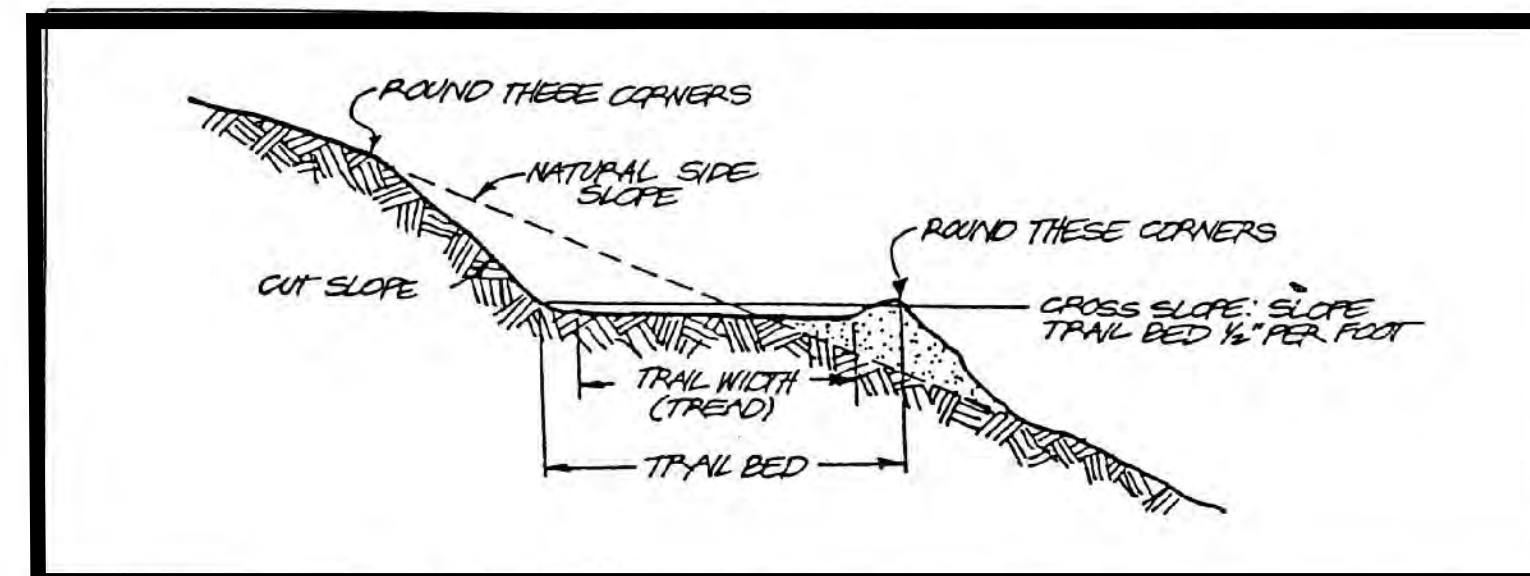 ROUND THESE CORNERS
NATURAL SIDE
SLOPE
ROUND THESE CORNERS
CUT SLOPE
CROSS SLOPE: SLOPE
TRAIL BED ½" PER FOOT
TRAIL WIDTH
(TREAD)
TRAIL BED